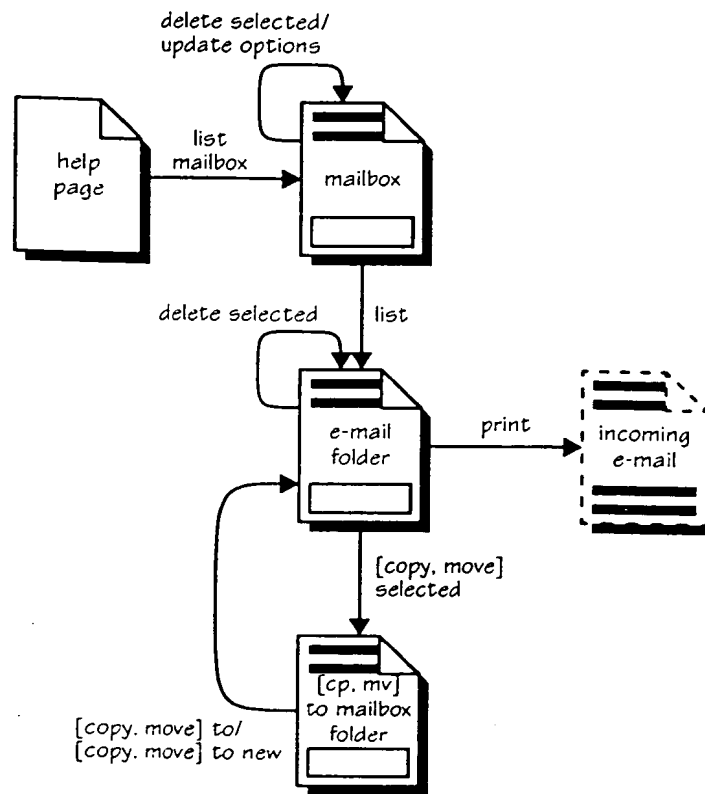 delete selected/
update options
help
page
list
mailbox
mailbox
delete selected
list
e-mail
folder
print
incoming
e-mail
[copy, move]
selected
[cp, mv]
to mailbox
folder
[copy. move] to/
[copy. move] to new